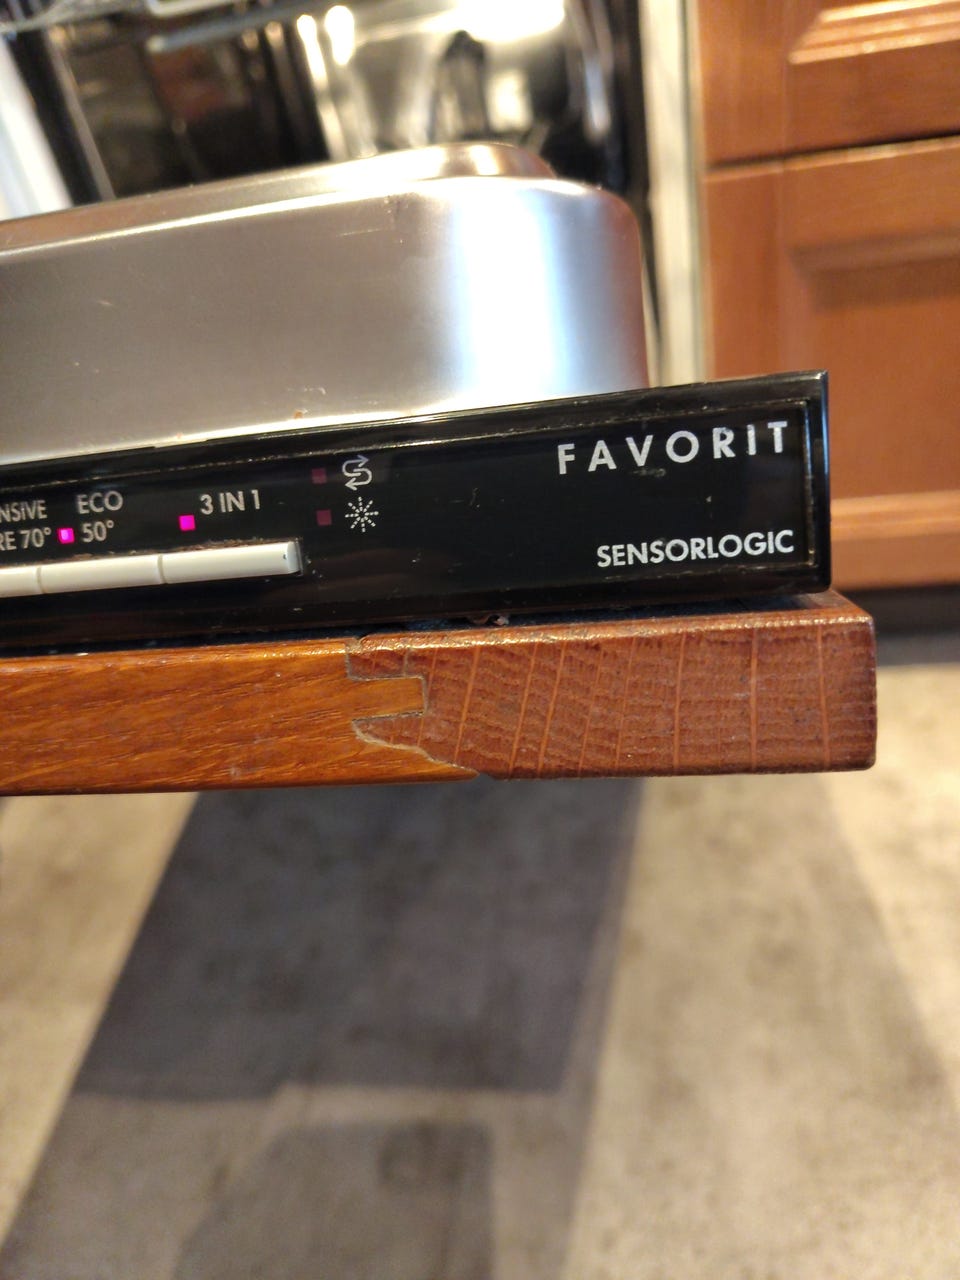 FAVORIT
NSIVE ECO 3 IN 1
RE 70° 50°
SENSORLOGIC